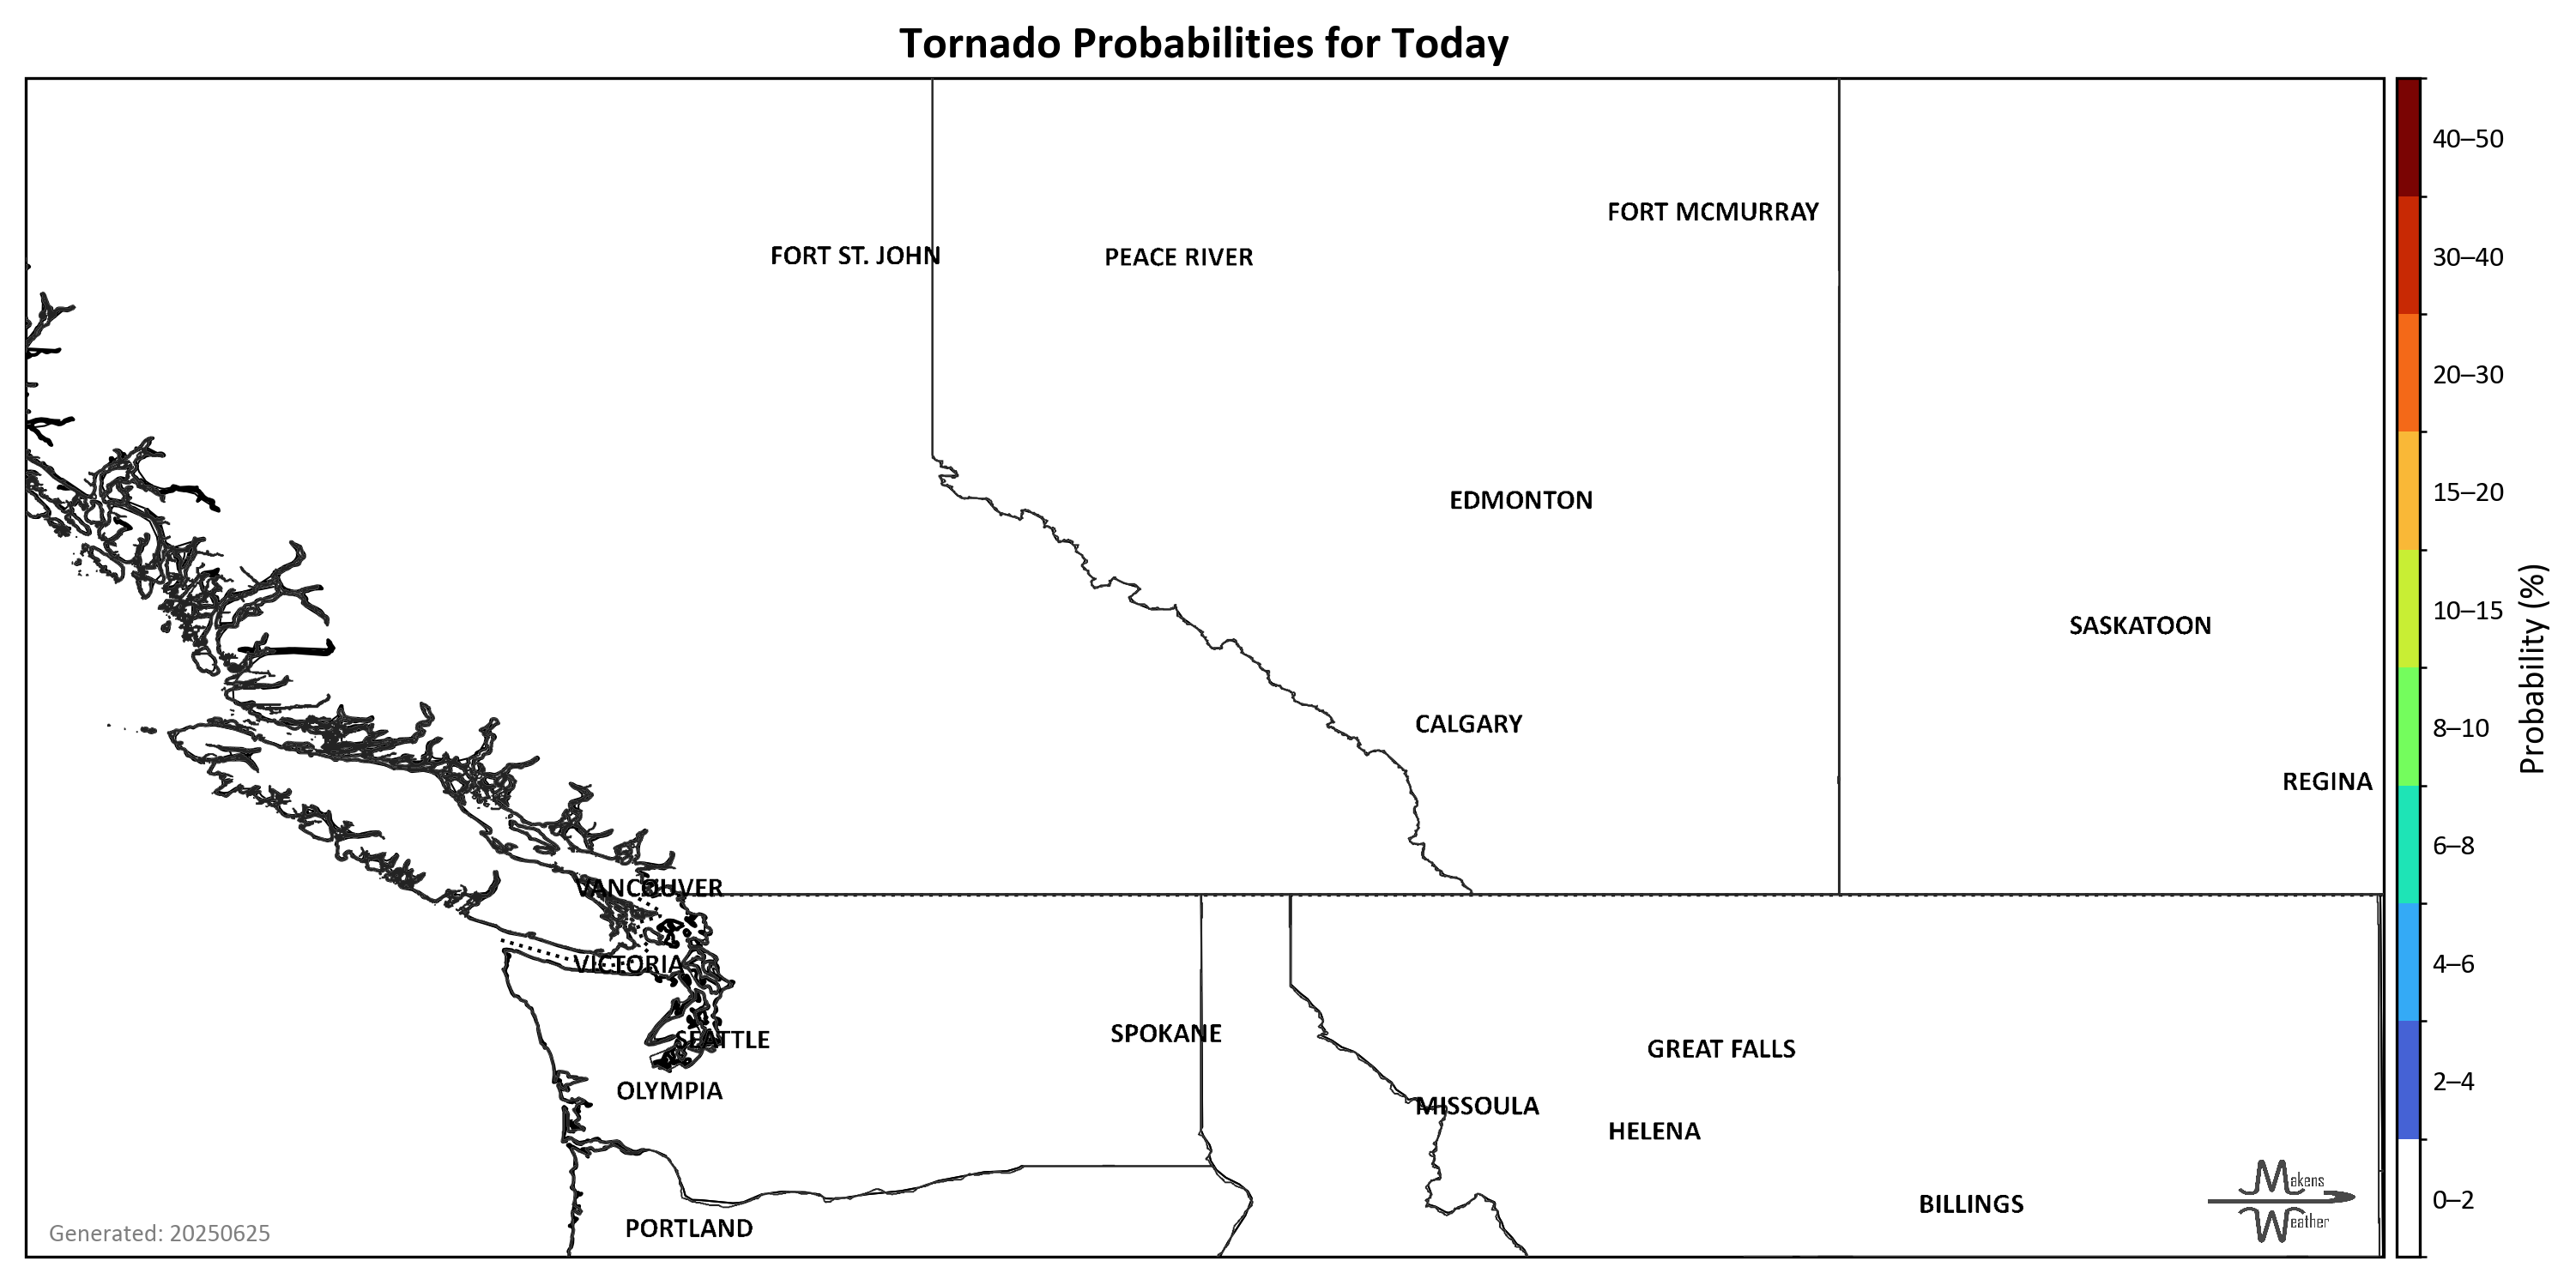 Tornado Probabilities for Today
40–50
FORT MCMURRAY
FORT ST. JOHN
PEACE RIVER
30–40
20–30
15–20
EDMONTON
10–15
SASKATOON
Probability (%)
CALGARY
8–10
REGINA
6–8
VANCOUVER
VICTORIA
4–6
SEATTLE
SPOKANE
GREAT FALLS
2–4
OLYMPIA
MISSOULA
HELENA
Makens
Weather
BILLINGS
0–2
PORTLAND
Generated: 20250625